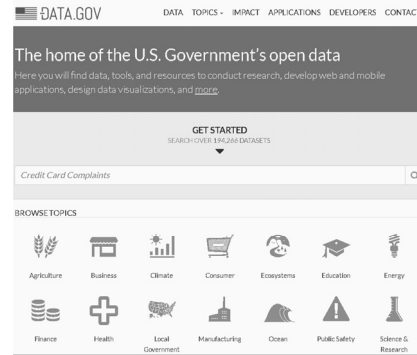 DATA.GOV
DATA TOPICS IMPACT APPLICATIONS DEVELOPERS CONTAC
The home of the U.S. Government's open data
Here you will find data, tools, and resources to conduct research, develop web and mobile
applications, design data visualizations, and more.
GET STARTED
SEARCH OVER 194,266 DATASETS
Credit Card Complaints
BROWSE TOPICS
Agriculture Business Climate Consumer Ecosystems Education Energy
Finance Health Local Government Manufacturing Ocean Public Safety Science & Research